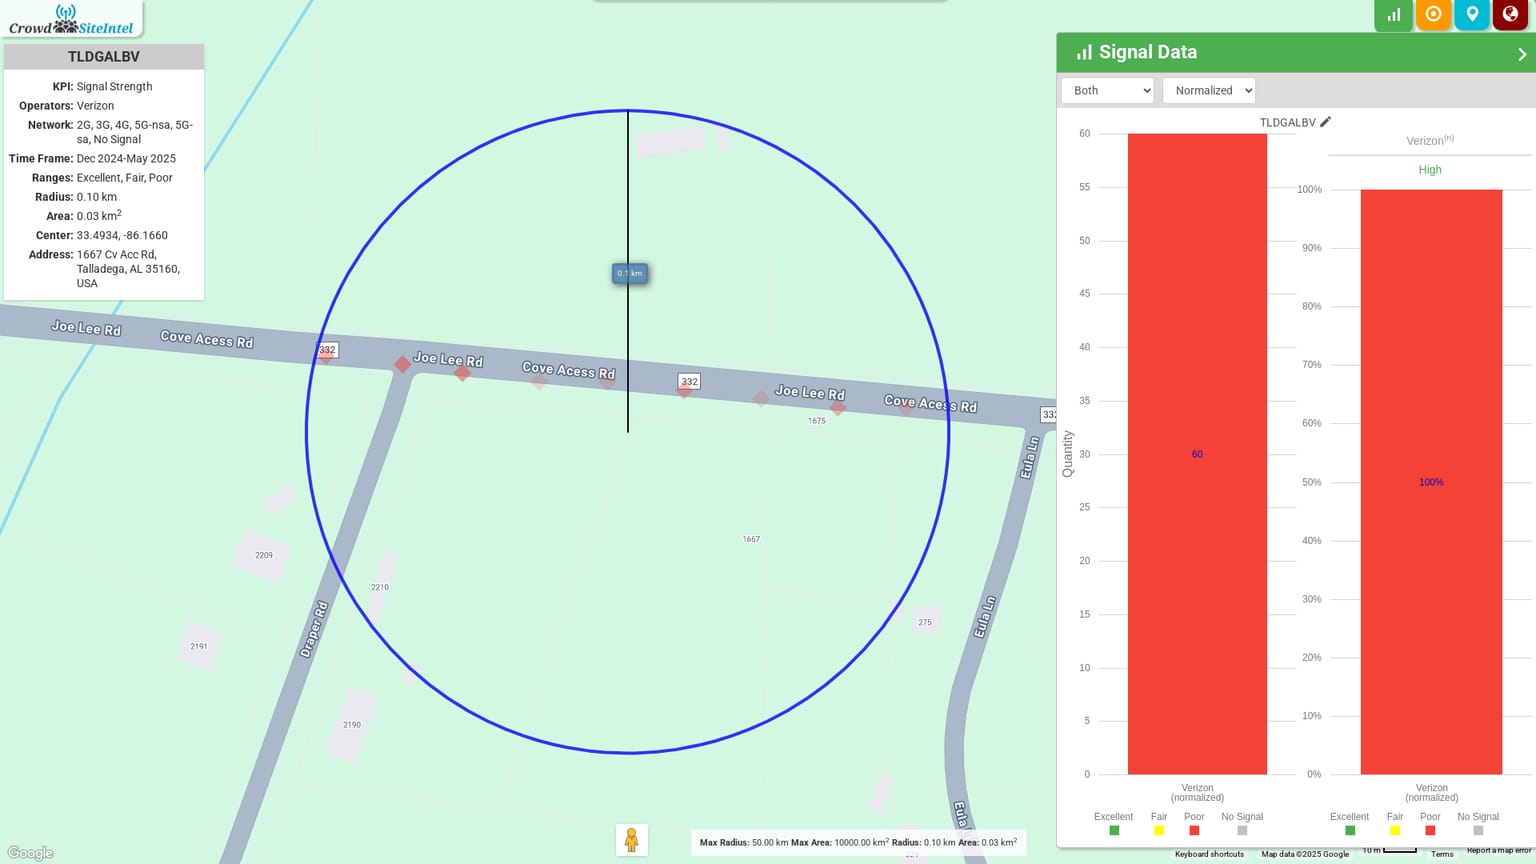 CrowdSiteIntel
TLDGALBV
KPI: Signal Strength
Operators: Verizon
Network: 2G, 3G, 4G, 5G-nsa, 5G-
sa, No Signal
Time Frame: Dec 2024-May 2025
Ranges: Excellent, Fair, Poor
Radius: 0.10 km
Area: 0.03 km²
Center: 33.4934, -86.1660
Address: 1667 Cv Acc Rd,
Talladega, AL 35160,
USA
0.1 km
Joe Lee Rd
Cove Acess Rd
332
Joe Lee Rd
Cove Acess Rd
332
Joe Lee Rd
Cove Acess Rd
332
1675
Eula Ln
1667
2209
2210
Draper Rd
275
Eula Ln
2191
2190
Eula
Google
Max Radius: 50.00 km Max Area: 10000.00 km² Radius: 0.10 km Area: 0.03 km²
Signal Data
Both
Normalized
TLDGALBV
60
55
50
45
40
35
30
25
20
15
10
5
0
Quantity
60
Verizon
(normalized)
Excellent Fair Poor No Signal
Verizon(n)
High
100%
90%
80%
70%
60%
50%
40%
30%
20%
10%
0%
100%
Verizon
(normalized)
Excellent Fair Poor No Signal
Keyboard shortcuts
Map data ©2025 Google
10 m
Terms
Report a map error